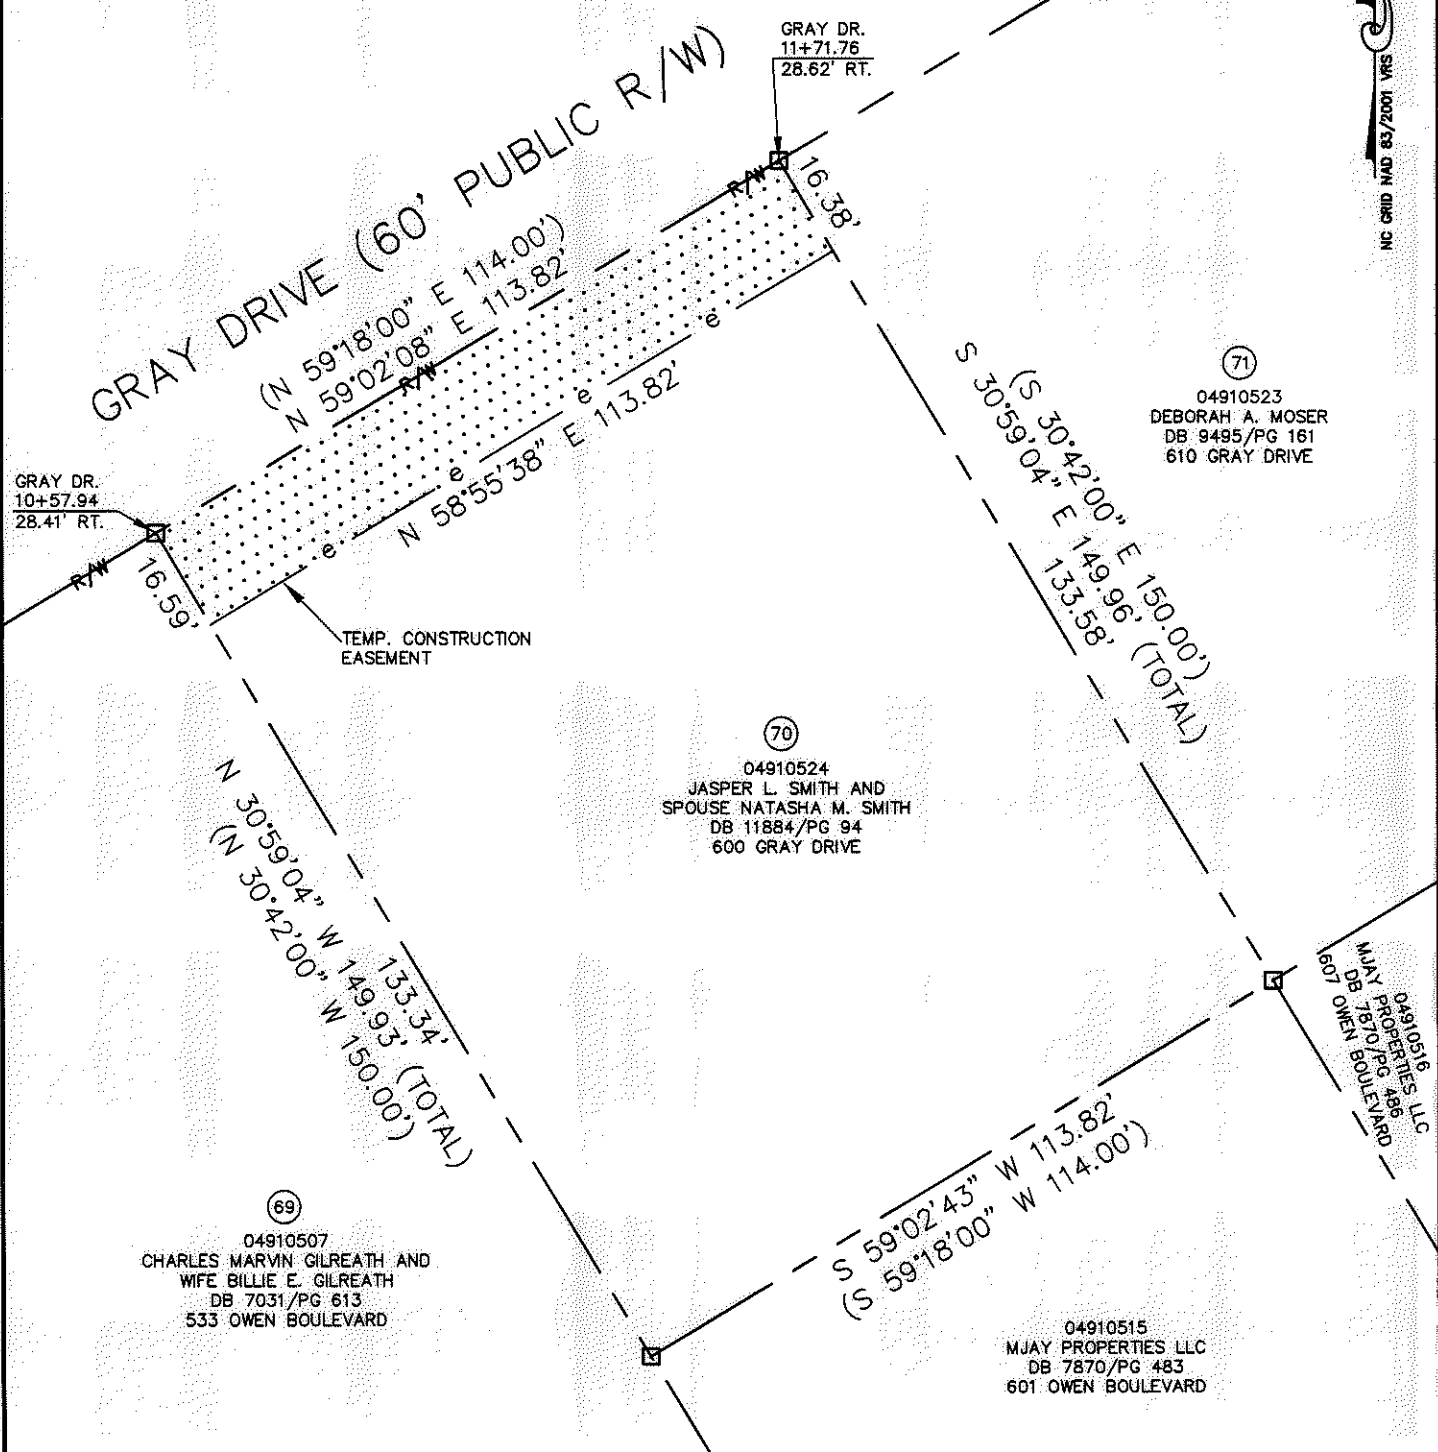 GRAY DR.
11+71.76
28.62' RT.
NC GRID NAD 83/2001 VRS
GRAY DRIVE (60' PUBLIC R/W)
R/W
16.38'
(N 59°18'00" E 114.00')
N 59°02'08" E 113.82'
R/W
e
e
e
e
N 58°55'38" E 113.82'
GRAY DR.
10+57.94
28.41' RT.
R/W
16.59'
TEMP. CONSTRUCTION
EASEMENT
71
04910523
DEBORAH A. MOSER
DB 9495/PG 161
610 GRAY DRIVE
(S 30°42'00" E 150.00')
S 30°59'04" E 149.96' (TOTAL)
133.58'
70
04910524
JASPER L. SMITH AND
SPOUSE NATASHA M. SMITH
DB 11884/PG 94
600 GRAY DRIVE
133.34'
N 30°59'04" W 149.93' (TOTAL)
(N 30°42'00" W 150.00')
04910516
MJAY PROPERTIES LLC
DB 7870/PG 486
607 OWEN BOULEVARD
S 59°02'43" W 113.82'
(S 59°18'00" W 114.00')
69
04910507
CHARLES MARVIN GILREATH AND
WIFE BILLIE E. GILREATH
DB 7031/PG 613
533 OWEN BOULEVARD
04910515
MJAY PROPERTIES LLC
DB 7870/PG 483
601 OWEN BOULEVARD